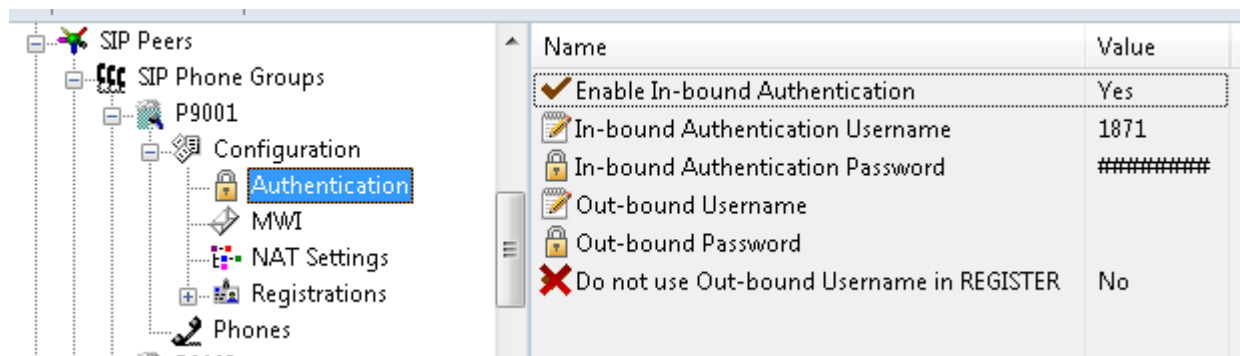 SIP Peers
SIP Phone Groups
P9001
Configuration
Authentication
MWI
NAT Settings
Registrations
Phones
Name Value
Enable In-bound Authentication Yes
In-bound Authentication Username 1871
In-bound Authentication Password ########
Out-bound Username
Out-bound Password
Do not use Out-bound Username in REGISTER No